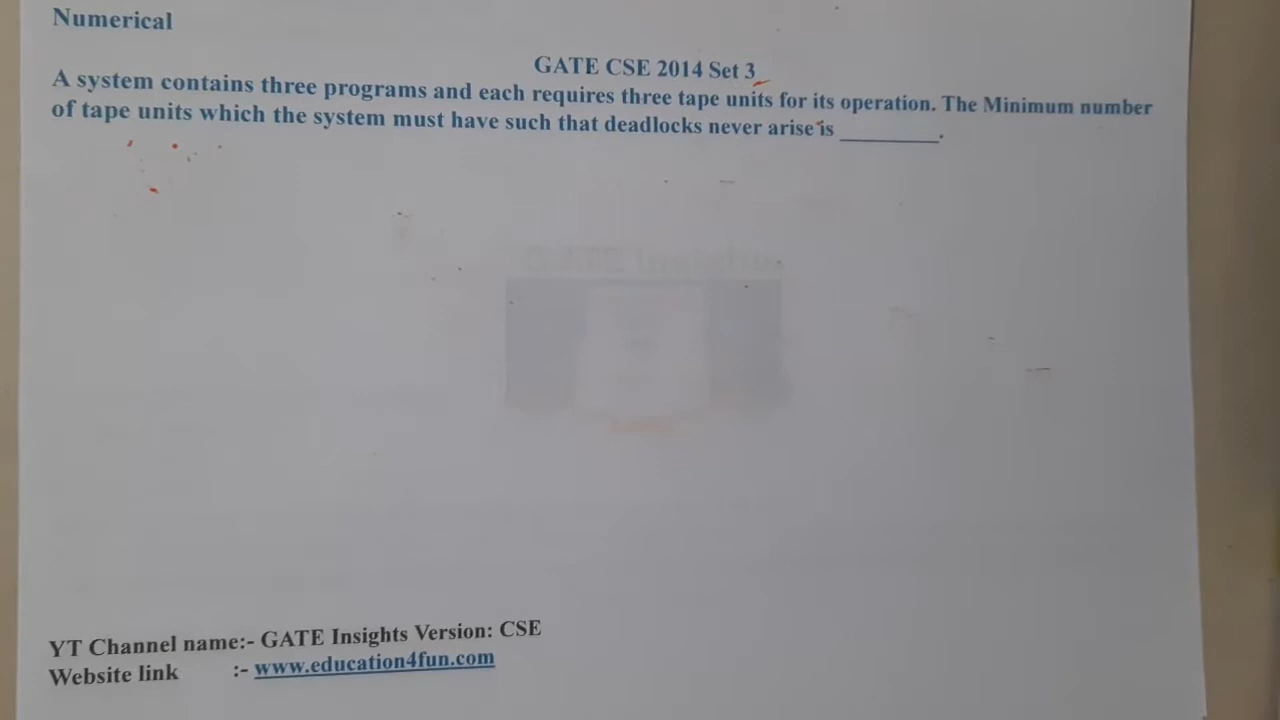 Numerical
GATE CSE 2014 Set 3
A system contains three programs and each requires three tape units for its operation. The Minimum number
of tape units which the system must have such that deadlocks never arise is ________.
YT Channel name:- GATE Insights Version: CSE
Website link :- www.education4fun.com